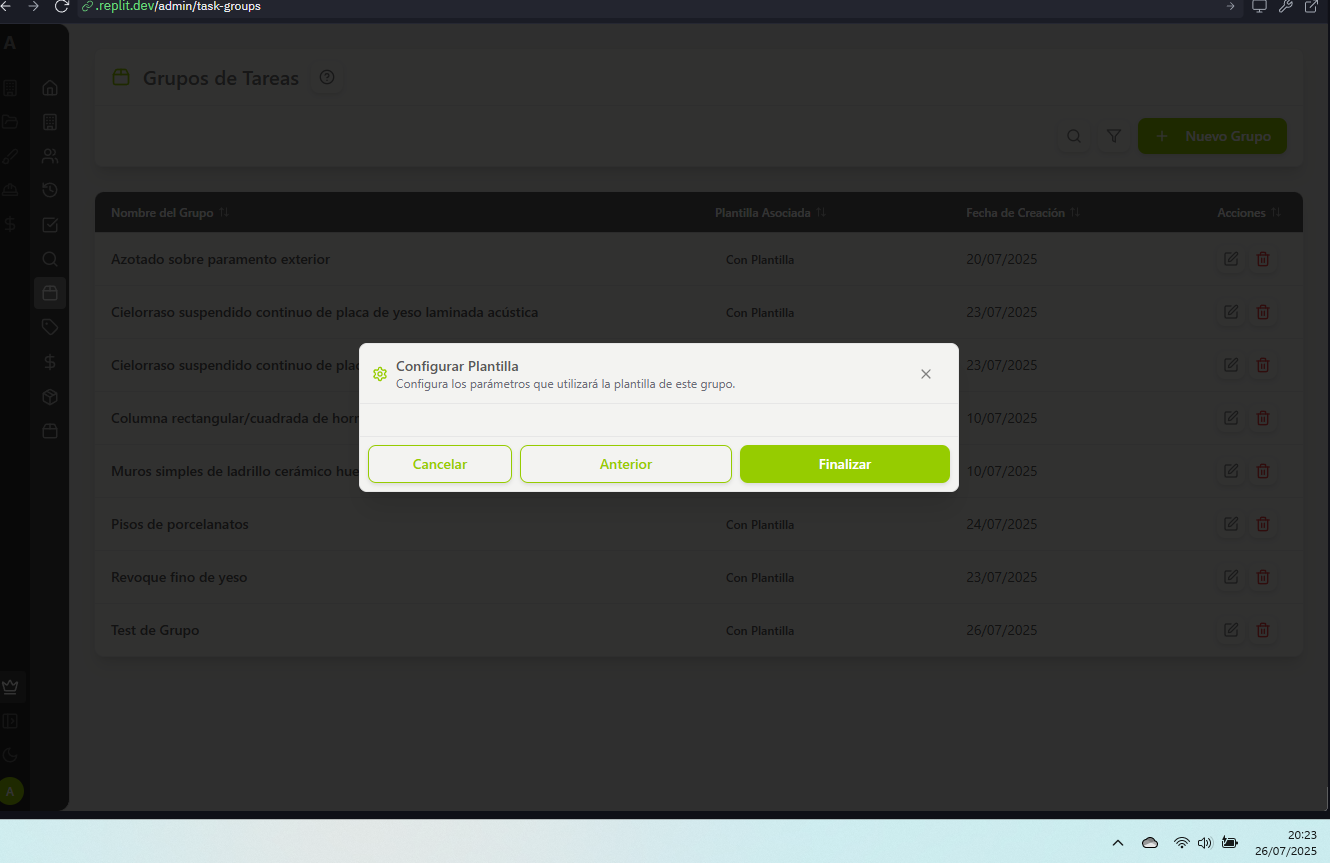 .replit.dev/admin/task-groups
A
Grupos de Tareas
Nuevo Grupo
Nombre del Grupo Plantilla Asociada Fecha de Creación Acciones
Azotado sobre paramento exterior Con Plantilla 20/07/2025
Cielorraso suspendido continuo de placa de yeso laminada acústica Con Plantilla 23/07/2025
Cielorraso suspendido continuo de pla 23/07/2025
Columna rectangular/cuadrada de hor 10/07/2025
Muros simples de ladrillo cerámico hue 10/07/2025
Pisos de porcelanatos Con Plantilla 24/07/2025
Revoque fino de yeso Con Plantilla 23/07/2025
Test de Grupo Con Plantilla 26/07/2025
Configurar Plantilla
Configura los parámetros que utilizará la plantilla de este grupo.
Cancelar Anterior Finalizar
A
20:23
26/07/2025